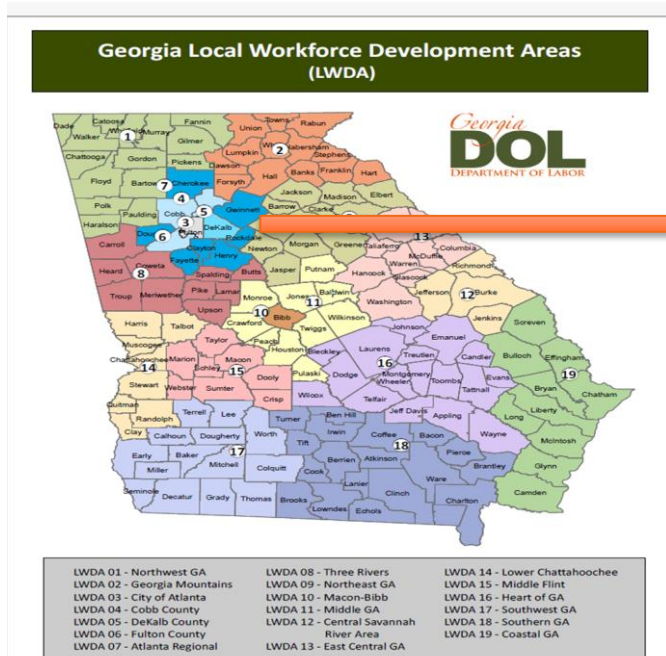 Georgia Local Workforce Development Areas
(LWDA)
Georgia
DOL
DEPARTMENT OF LABOR
Dade Catoosa Murray Fannin Towns Rabun
Walker 1 Union
Gilmer 2 Habersham
Chattooga Gordon Pickens Lumpkin Stephens
Dawson Banks Franklin Hart
Floyd Bartow 7 Cherokee Forsyth Hall
4 Jackson Madison Elbert
Polk Cobb 5 Gwinnett Barrow Clarke
Paulding 3 DeKalb
Haralson 6 Fulton Rockdale 13 Columbia
Carroll Clayton Newton Morgan Greene Taliaferro McDuffie
Fayette Henry Warren Richmond
Coweta Spalding Butts Jasper Putnam Hancock Glascock
Heard 8 12 Burke
Troup Meriwether Pike Lamar Monroe Jones Baldwin Washington Jefferson
Upson 10 11
Harris Talbot Crawford Bibb Wilkinson Jenkins
Twiggs Johnson Screven
Muscogee Taylor Peach Emanuel
Houston Bleckley Laurens
Chattahoochee Marion Macon Treutlen Candler Bulloch Effingham
14 Schley 15 Dooly Pulaski 16 Montgomery 19
Stewart Webster Sumter Dodge Wheeler Toombs Evans Bryan Chatham
Crisp Wilcox Telfair Tattnall
Quitman Terrell Lee Ben Hill Jeff Davis Liberty
Randolph Turner Appling Long
Clay Calhoun Dougherty Worth Irwin Coffee Bacon Wayne
Tift 18 McIntosh
Early Baker 17 Pierce
Miller Mitchell Colquitt Berrien Atkinson Brantley Glynn
Cook Ware
Lanier
Seminole Decatur Grady Thomas Brooks Clinch Charlton Camden
Lowndes Echols
LWDA 01 - Northwest GA
LWDA 02 - Georgia Mountains
LWDA 03 - City of Atlanta
LWDA 04 - Cobb County
LWDA 05 - DeKalb County
LWDA 06 - Fulton County
LWDA 07 - Atlanta Regional
LWDA 08 - Three Rivers
LWDA 09 - Northeast GA
LWDA 10 - Macon-Bibb
LWDA 11 - Middle GA
LWDA 12 - Central Savannah
River Area
LWDA 13 - East Central GA
LWDA 14 - Lower Chattahoochee
LWDA 15 - Middle Flint
LWDA 16 - Heart of GA
LWDA 17 - Southwest GA
LWDA 18 - Southern GA
LWDA 19 - Coastal GA